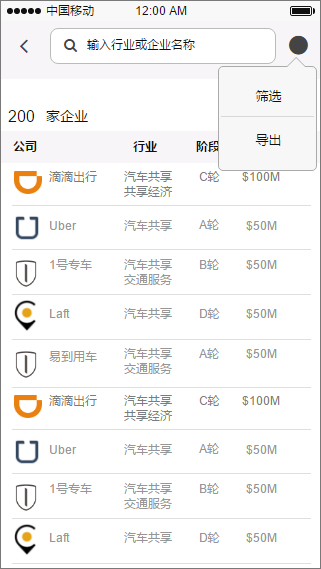 中国移动 12:00 AM
输入行业或企业名称
筛选
200 家企业
导出
公司 行业 阶段
滴滴出行 汽车共享 C轮 $100M
共享经济
Uber 汽车共享 A轮 $50M
1号专车 汽车共享 B轮 $50M
交通服务
Laft 汽车共享 D轮 $50M
易到用车 汽车共享 A轮 $50M
交通服务
滴滴出行 汽车共享 C轮 $100M
共享经济
Uber 汽车共享 A轮 $50M
1号专车 汽车共享 B轮 $50M
交通服务
Laft 汽车共享 D轮 $50M